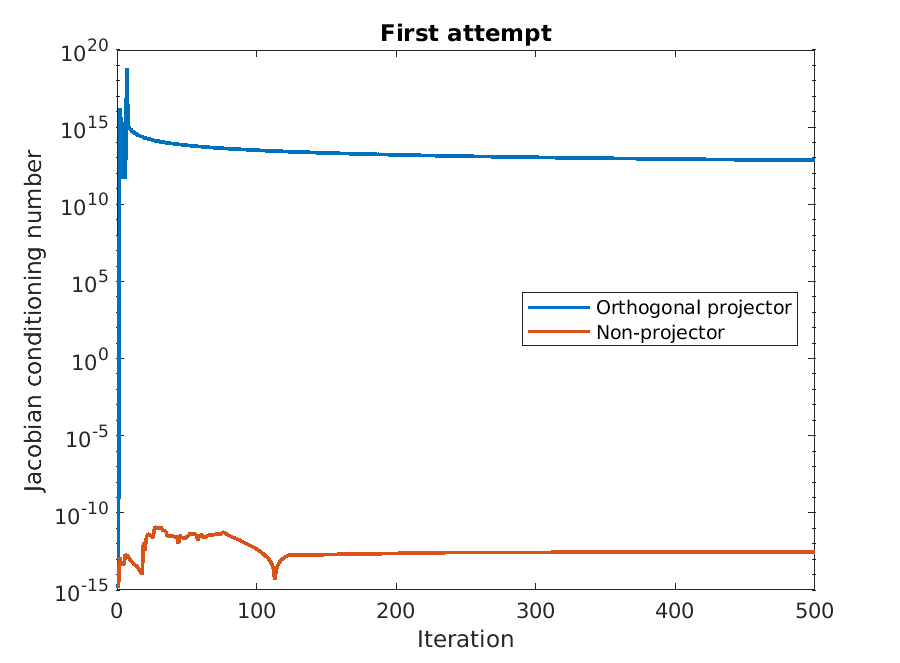 First attempt
Jacobian conditioning number
10^20
10^15
10^10
10^5
10^0
10^-5
10^-10
10^-15
Orthogonal projector
Non-projector
0 100 200 300 400 500
Iteration